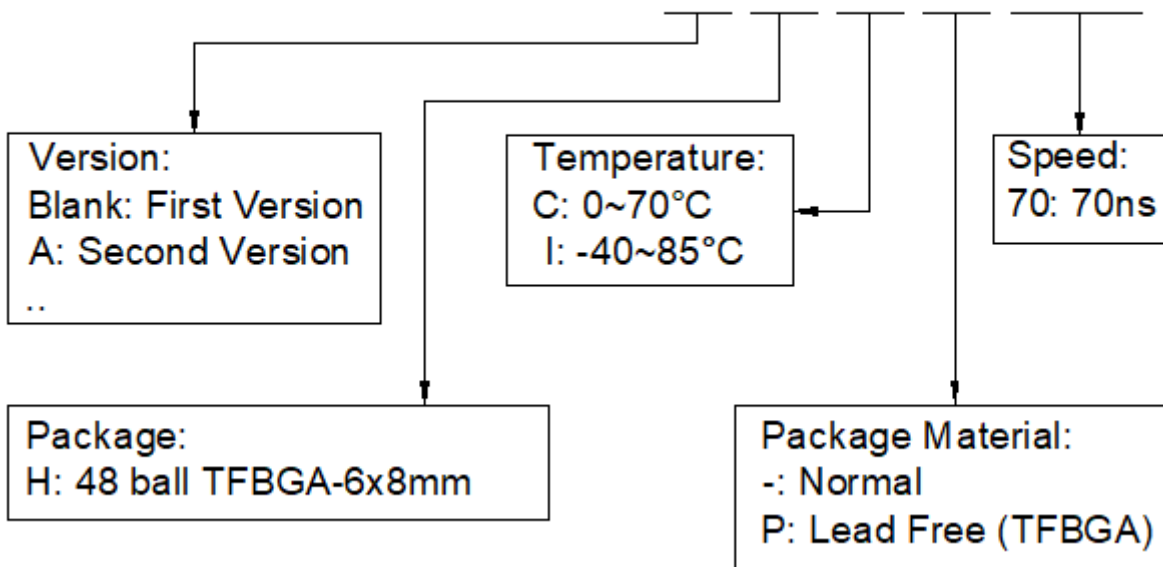 Version:
Blank: First Version
A: Second Version
..
Temperature:
C: 0~70°C
I: -40~85°C
Speed:
70: 70ns
Package:
H: 48 ball TFBGA-6x8mm
Package Material:
-: Normal
P: Lead Free (TFBGA)